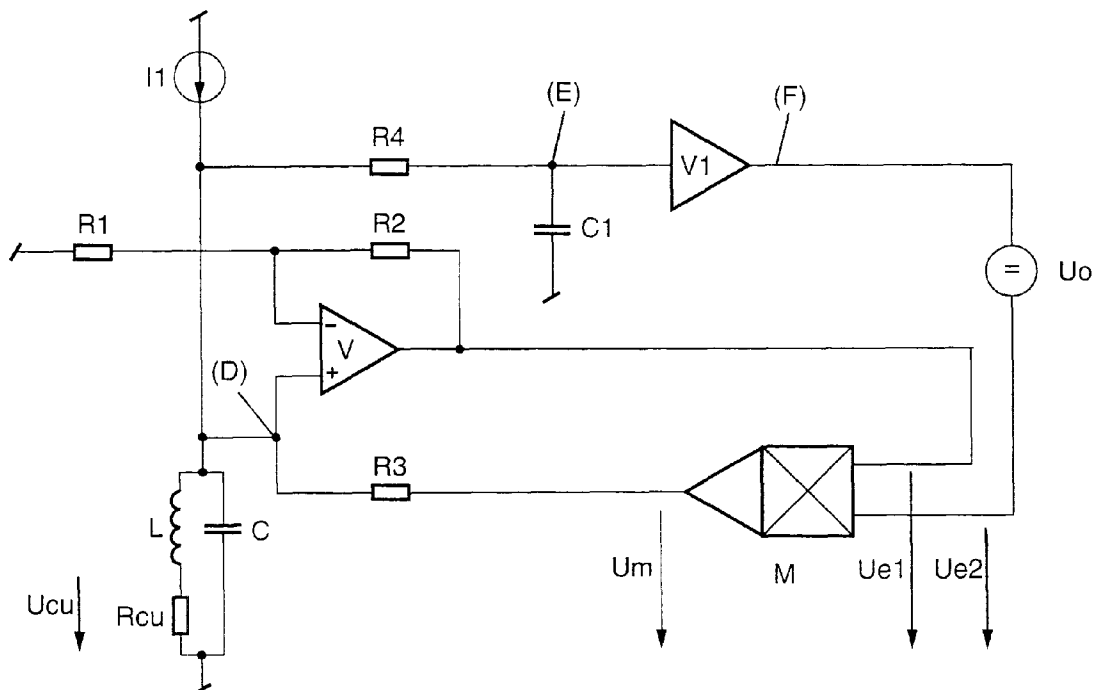 I1
(E)
(F)
R4
V1
R1
R2
C1
=
Uo
−
V
(D)
+
R3
L
C
Um
M
Ue1
Ue2
Ucu
Rcu